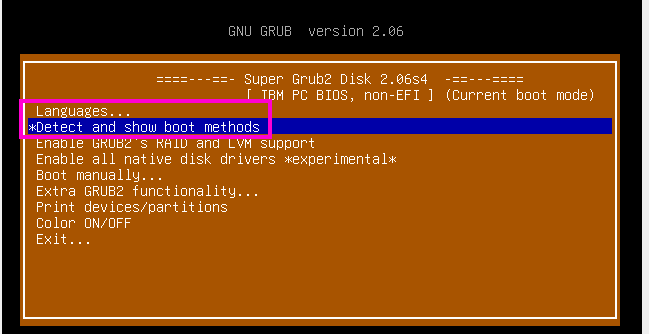 GNU GRUB  version 2.06
====---==- Super Grub2 Disk 2.06s4  -==---====
[ IBM PC BIOS, non-EFI ] (Current boot mode)
Languages...
*Detect and show boot methods
Enable GRUB2's RAID and LVM support
Enable all native disk drivers *experimental*
Boot manually...
Extra GRUB2 functionality...
Print devices/partitions
Color ON/OFF
Exit...